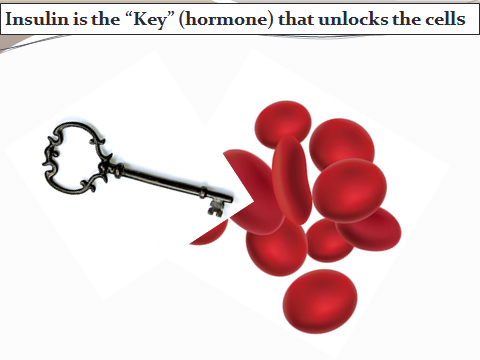 Insulin is the “Key” (hormone) that unlocks the cells